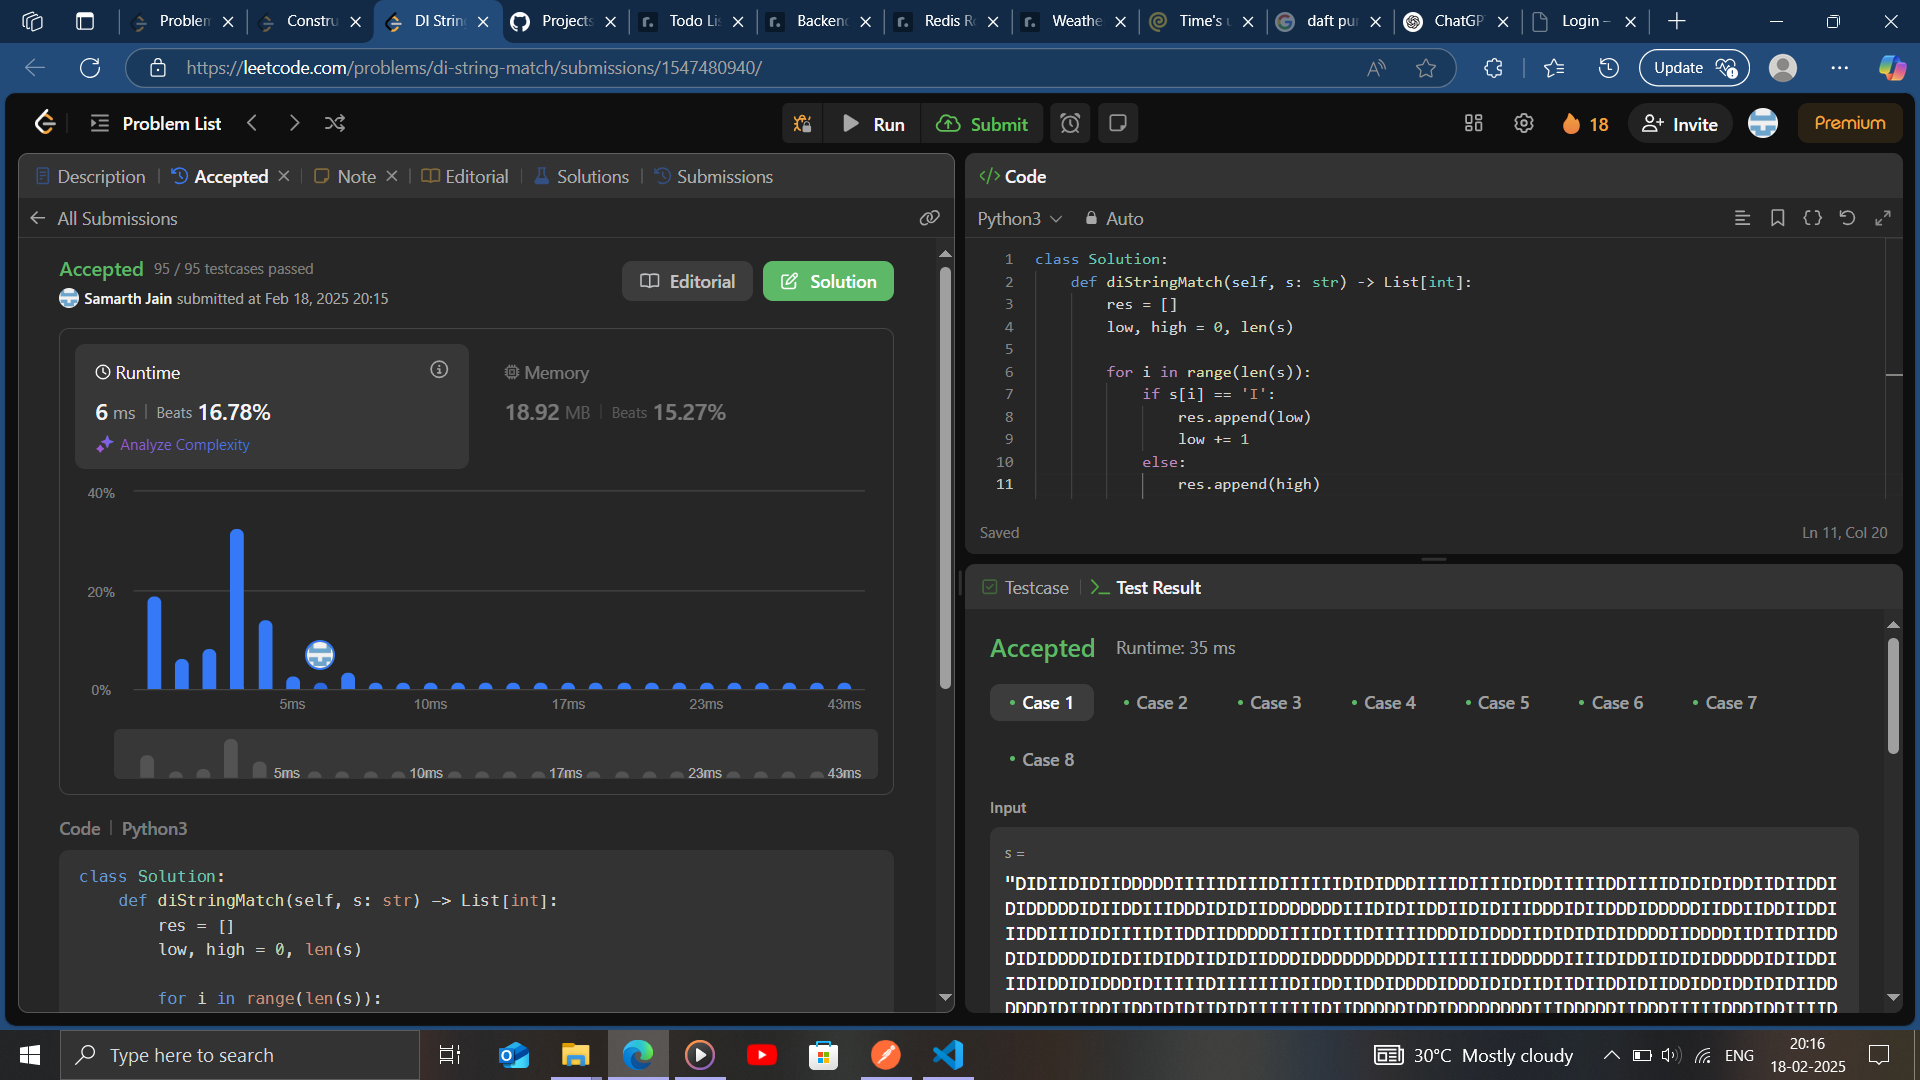 Problem
Constru
DI String
Projects
Todo Lis
Backend
Redis Re
Weathe
Time's u
daft pur
ChatGP
Login –
https://leetcode.com/problems/di-string-match/submissions/1547480940/
Update
Problem List
Run
Submit
18
Invite
Premium
Description
Accepted
Note
Editorial
Solutions
Submissions
All Submissions
Accepted 95 / 95 testcases passed
Samarth Jain submitted at Feb 18, 2025 20:15
Editorial
Solution
Runtime
6 ms | Beats 16.78%
Analyze Complexity
Memory
18.92 MB | Beats 15.27%
40%
20%
0%
5ms 10ms 17ms 23ms 43ms
5ms 10ms 17ms 23ms 43ms
Code | Python3
class Solution:
def diStringMatch(self, s: str) -> List[int]:
res = []
low, high = 0, len(s)
for i in range(len(s)):
</> Code
Python3
Auto
1 class Solution:
2 def diStringMatch(self, s: str) -> List[int]:
3 res = []
4 low, high = 0, len(s)
5
6 for i in range(len(s)):
7 if s[i] == 'I':
8 res.append(low)
9 low += 1
10 else:
11 res.append(high)
Saved
Ln 11, Col 20
Testcase
Test Result
Accepted Runtime: 35 ms
Case 1
Case 2
Case 3
Case 4
Case 5
Case 6
Case 7
Case 8
Input
s =
Type here to search
30°C Mostly cloudy
ENG
20:16
18-02-2025